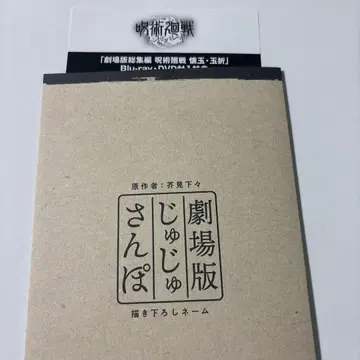 呪術廻戦
「劇場版総集編 呪術廻戦 懐玉・玉折」
Blu-ray・DVD
原作者：芥見下々
劇場版
じゅじゅ
さんぽ
描き下ろしネーム